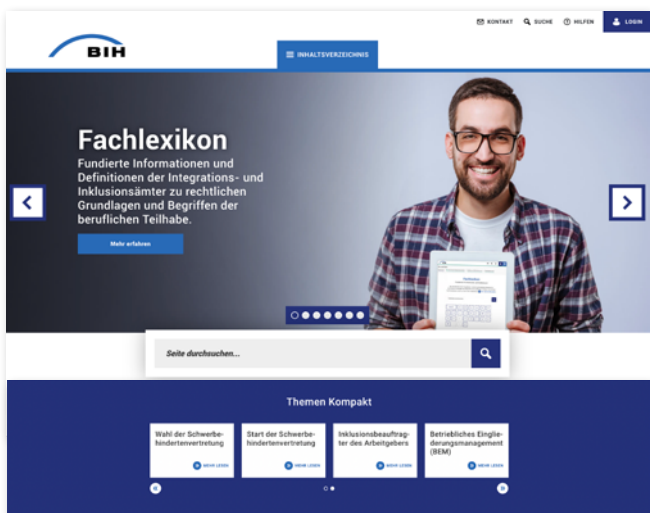 KONTAKT SUCHE HILFEN LOGIN
BIH
INHALTSVERZEICHNIS
Fachlexikon
Fundierte Informationen und
Definitionen der Integrations- und
Inklusionsämter zu rechtlichen
Grundlagen und Begriffen der
beruflichen Teilhabe.
Mehr erfahren
Seite durchsuchen...
Themen Kompakt
Wahl der Schwerbe-
hindertenvertretung
MEHR LESEN
Start der Schwerbe-
hindertenvertretung
MEHR LESEN
Inklusionsbeauftrag-
ter des Arbeitgebers
MEHR LESEN
Betriebliches Einglie-
derungsmanagement
(BEM)
MEHR LESEN